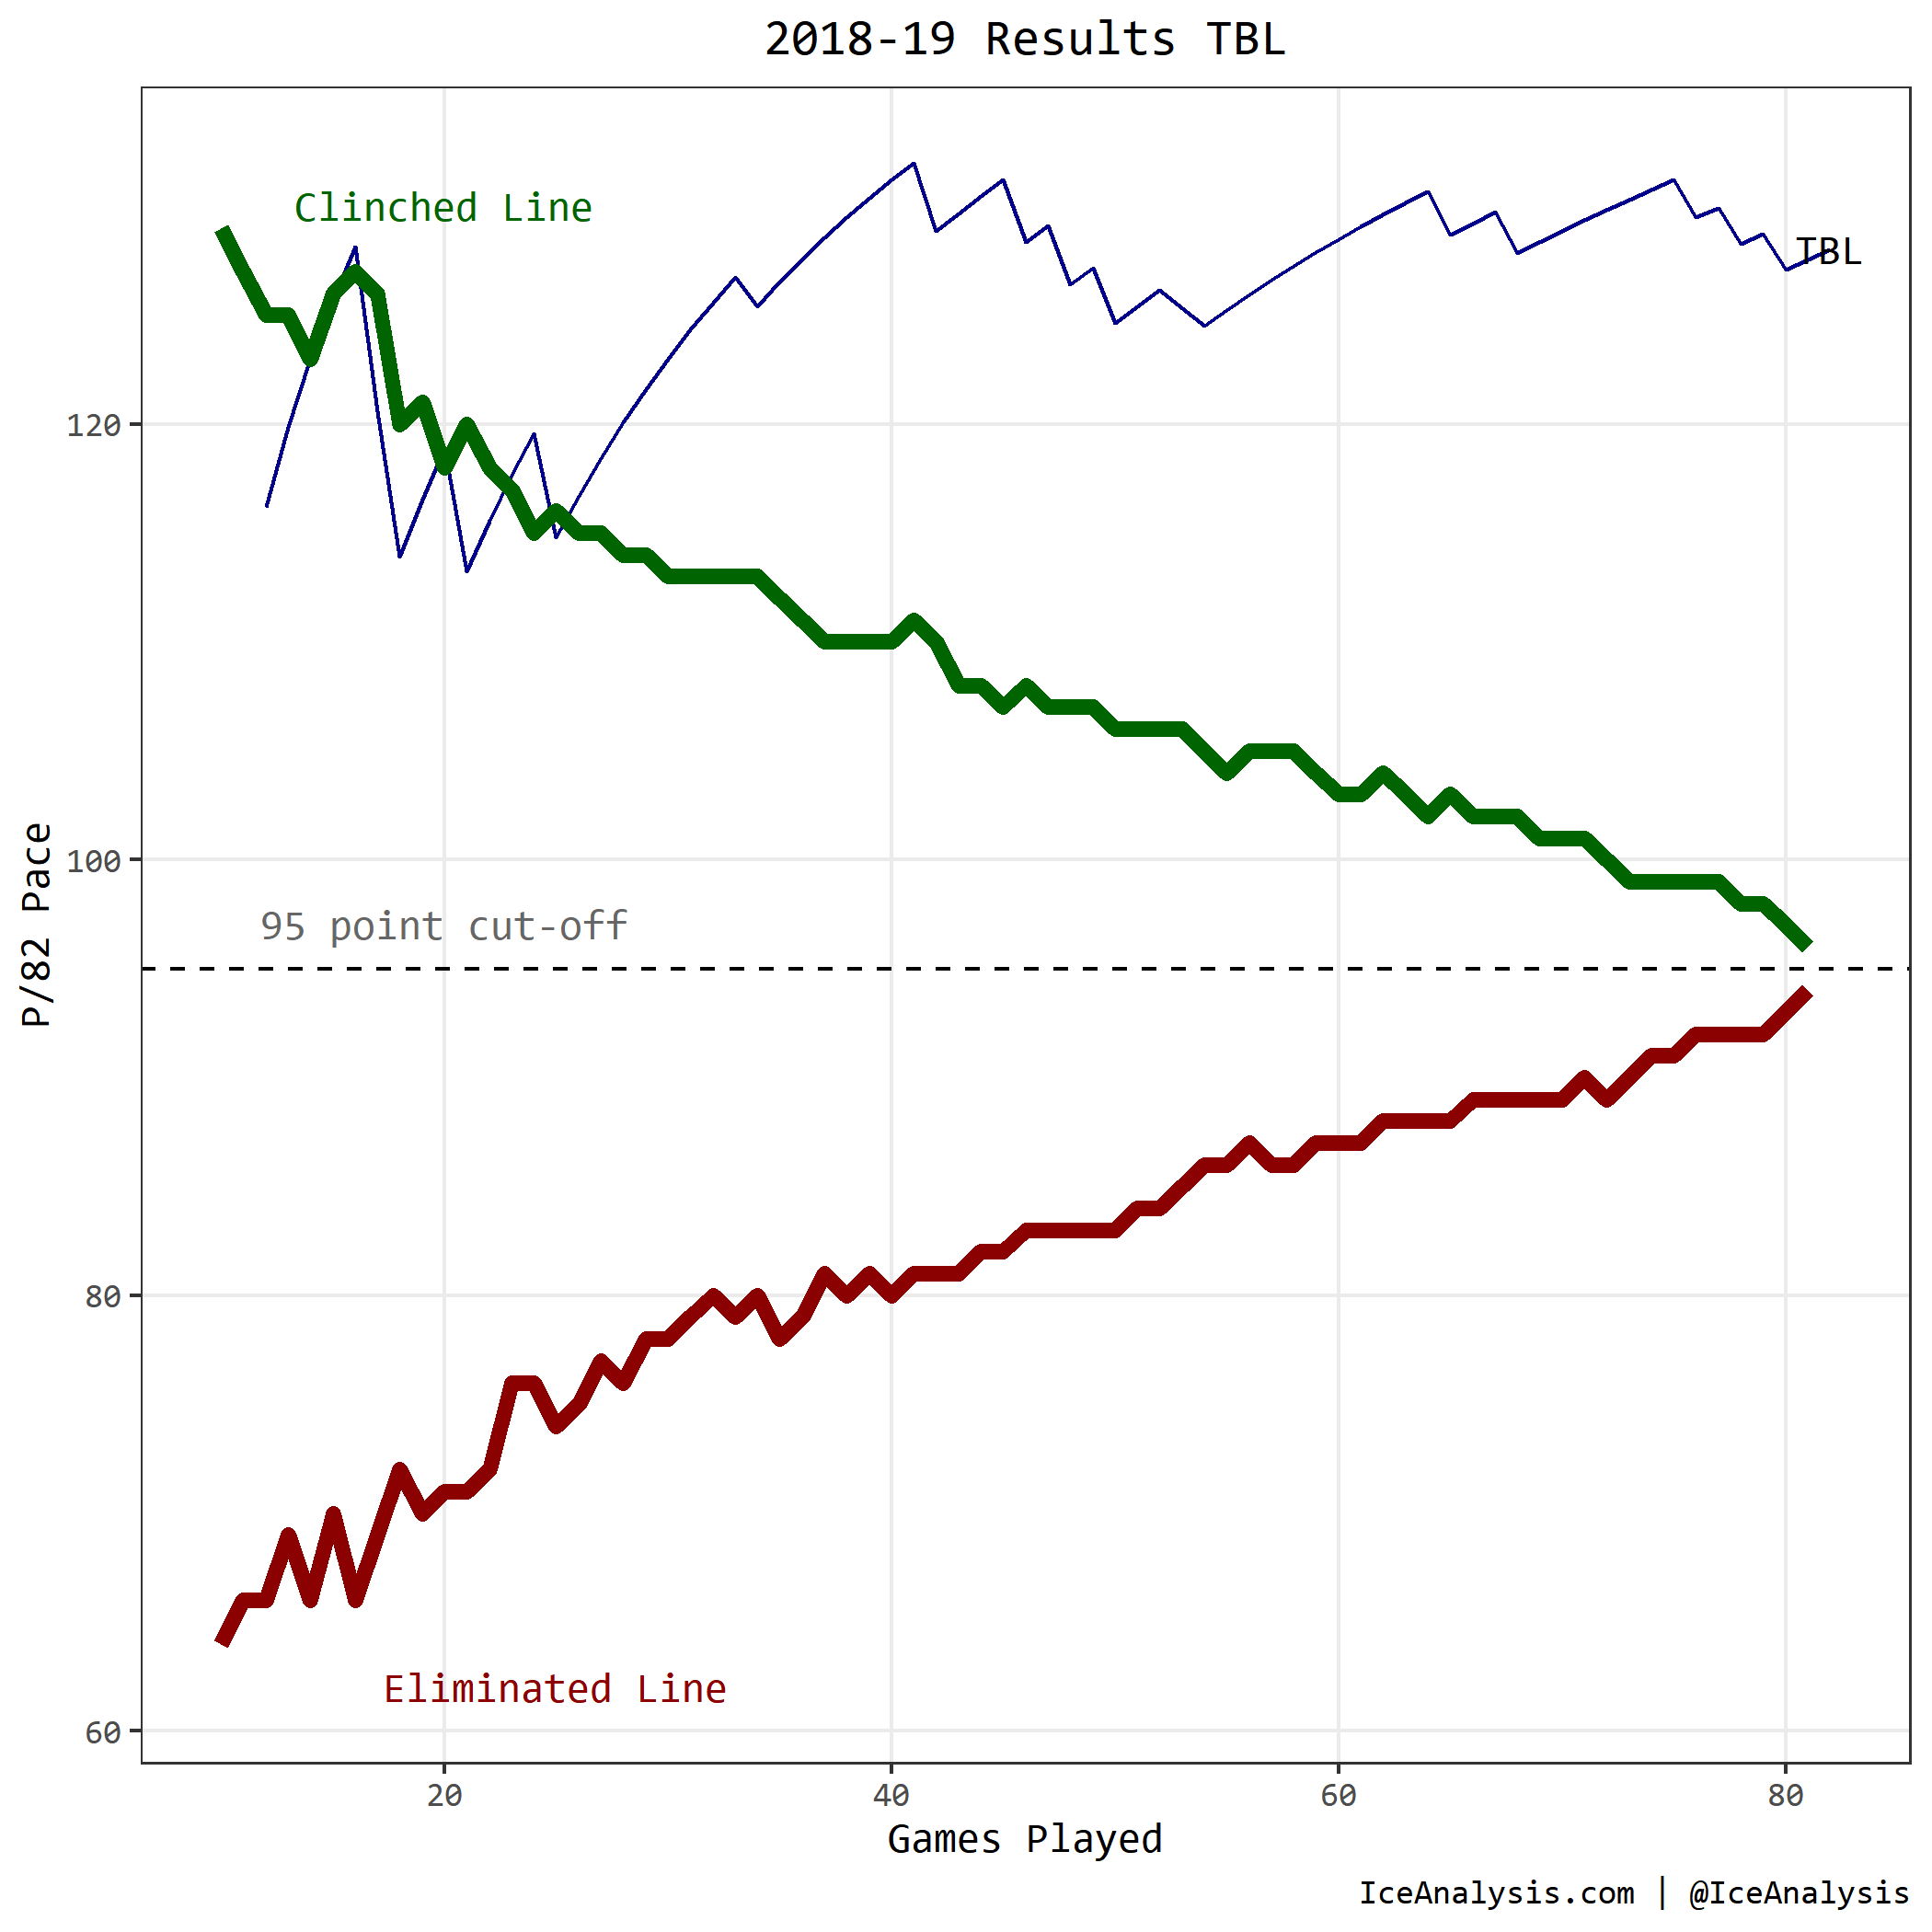 2018-19 Results TBL
Clinched Line
TBL
120
100
95 point cut-off
P/82 Pace
80
Eliminated Line
60
20 40 60 80
Games Played
IceAnalysis.com | @IceAnalysis